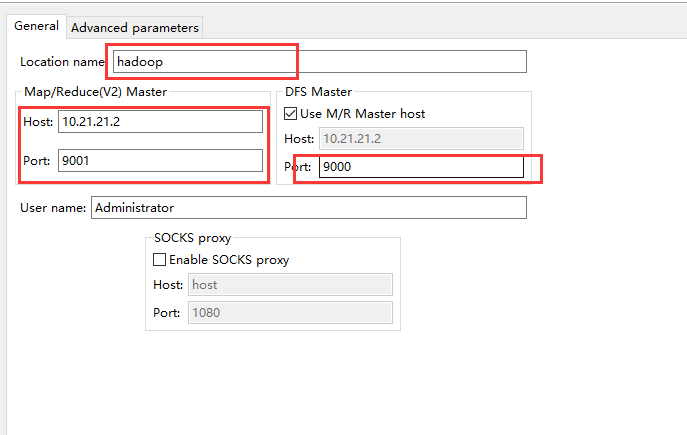 General Advanced parameters
Location name: hadoop
Map/Reduce(V2) Master
Host: 10.21.21.2
Port: 9001
DFS Master
Use M/R Master host
Host: 10.21.21.2
Port: 9000
User name: Administrator
SOCKS proxy
Enable SOCKS proxy
Host: host
Port: 1080